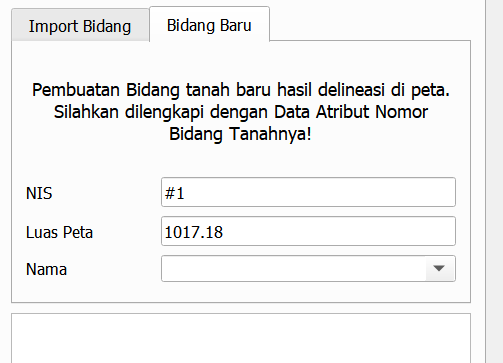 Import Bidang
Bidang Baru
Pembuatan Bidang tanah baru hasil delineasi di peta.
Silahkan dilengkapi dengan Data Atribut Nomor
Bidang Tanahnya!
NIS
#1
Luas Peta
1017.18
Nama